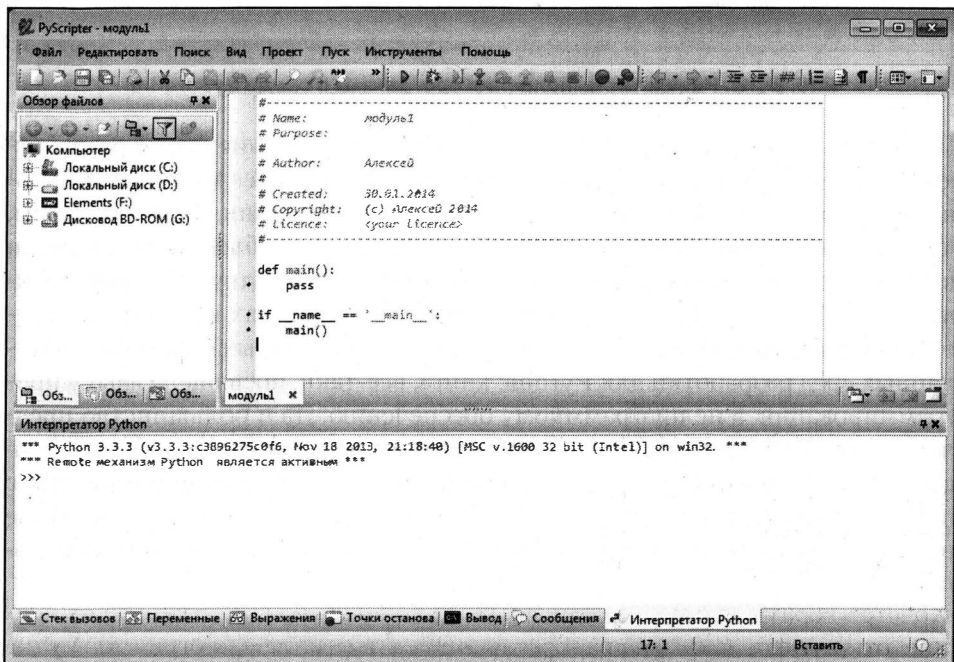 PyScripter - модуль1
Файл Редактировать Поиск Вид Проект Пуск Инструменты Помощь
Обзор файлов
Компьютер
Локальный диск (C:)
Локальный диск (D:)
Elements (F:)
Дисковод BD-ROM (G:)
Обз... Обз... Обз...
#-------------------------------------------------------------------------------
# Name: модуль1
# Purpose:
#
# Author: Алексей
#
# Created: 30.01.2014
# Copyright: (c) Алексей 2014
# Licence: <your licence>
#-------------------------------------------------------------------------------
def main():
pass
if __name__ == '__main__':
main()
модуль1
Интерпретатор Python
*** Python 3.3.3 (v3.3.3:c3896275c0f6, Nov 18 2013, 21:18:40) [MSC v.1600 32 bit (Intel)] on win32. ***
*** Remote механизм Python является активным ***
>>>
Стек вызовов Переменные Выражения Точки останова Вывод Сообщения Интерпретатор Python
17: 1 Вставить